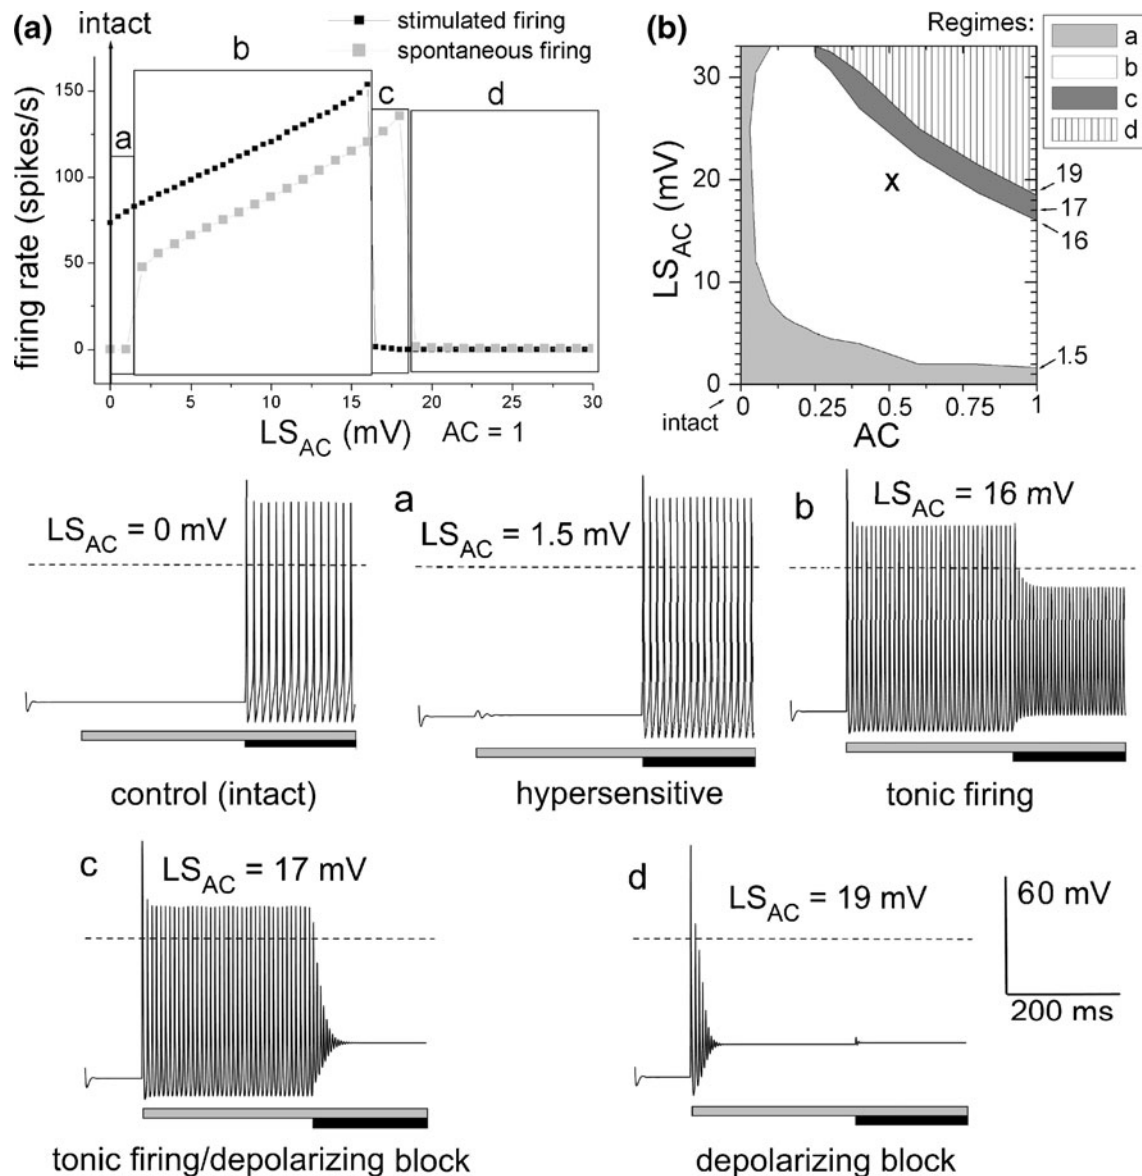 (a) intact
stimulated firing
spontaneous firing
b
a
c
d
firing rate (spikes/s)
150
100
50
0
0 5 10 15 20 25 30
LS_AC (mV) AC = 1
(b)
Regimes:
a
b
c
d
LS_AC (mV)
30
20
10
0
x
19
17
16
1.5
intact
0 0.25 0.50 0.75 1
AC
LS_AC = 0 mV
control (intact)
a
LS_AC = 1.5 mV
hypersensitive
b
LS_AC = 16 mV
tonic firing
c
LS_AC = 17 mV
tonic firing/depolarizing block
d
LS_AC = 19 mV
depolarizing block
60 mV
200 ms